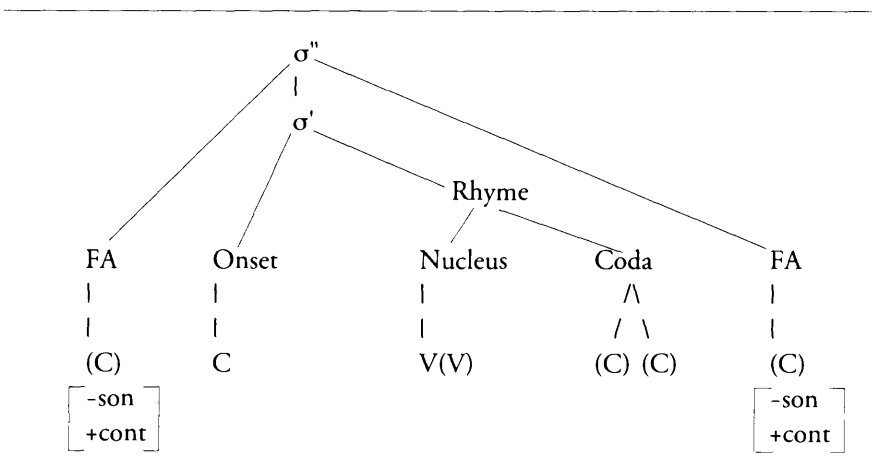 σ"
σ'
Rhyme
FA Onset Nucleus Coda FA
(C) C V(V) (C) (C) (C)
-son -son
+cont +cont